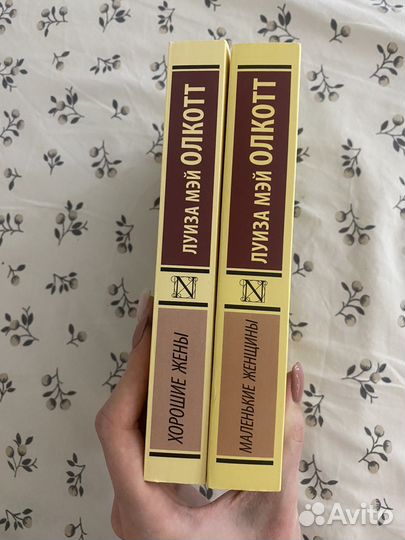 ЛУИЗА МЭЙ ОЛКОТТ
N
ХОРОШИЕ ЖЕНЫ
ЛУИЗА МЭЙ ОЛКОТТ
N
МАЛЕНЬКИЕ ЖЕНЩИНЫ
Avito